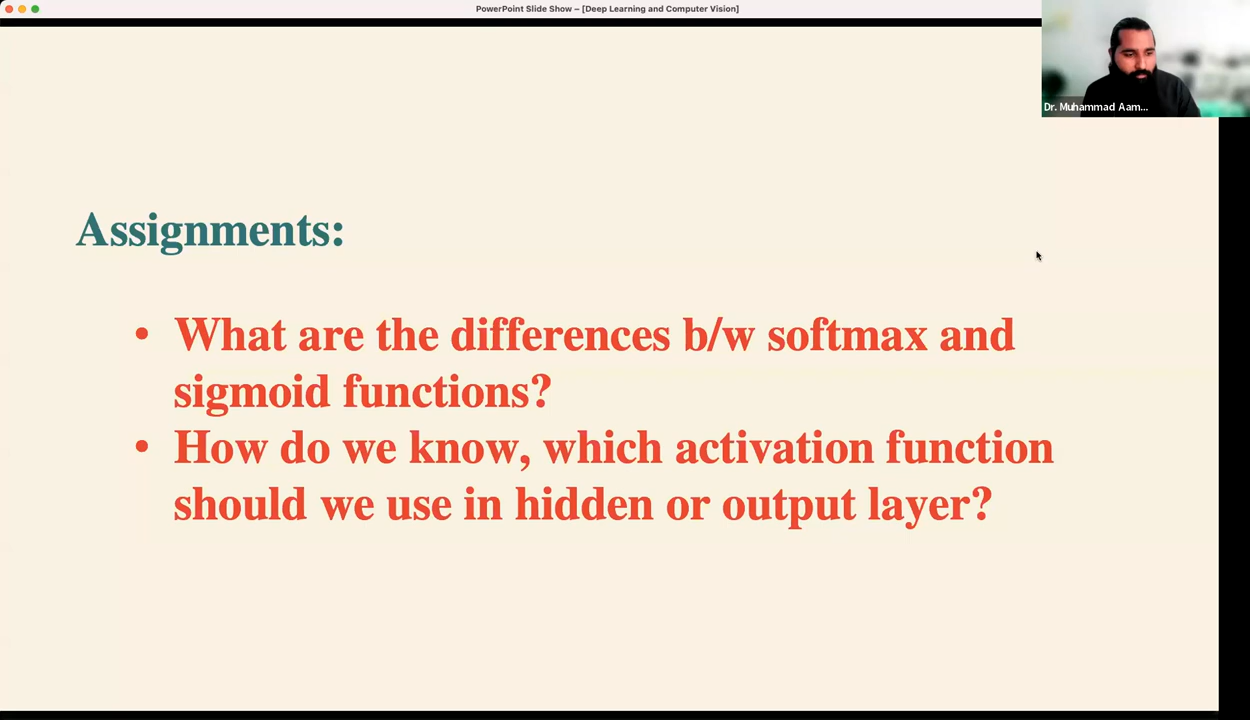 PowerPoint Slide Show – [Deep Learning and Computer Vision]
Dr. Muhammad Aam...
Assignments:
• What are the differences b/w softmax and
sigmoid functions?
• How do we know, which activation function
should we use in hidden or output layer?